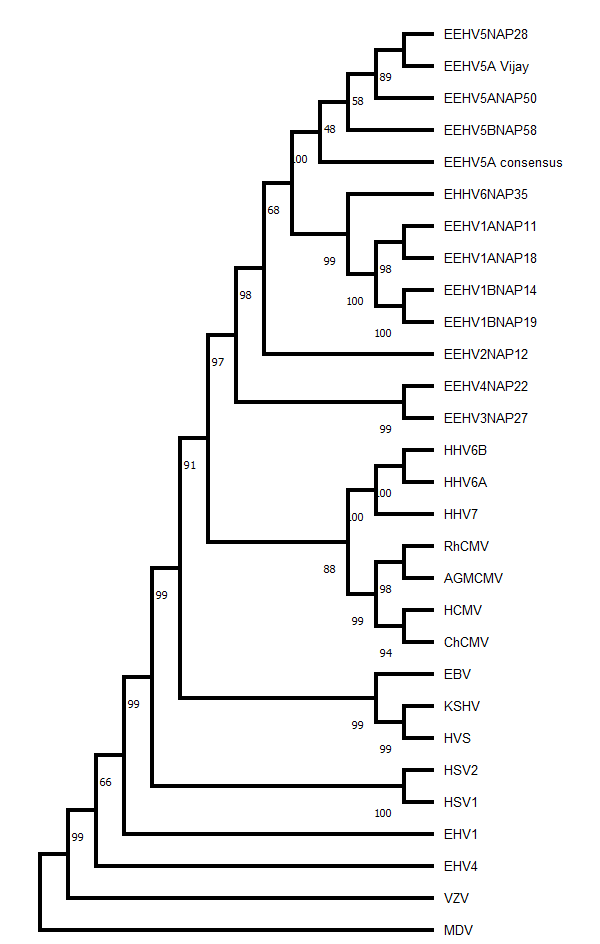 EEHV5NAP28
EEHV5A Vijay
89
EEHV5ANAP50
58
EEHV5BNAP58
48
100
EEHV5A consensus
EHHV6NAP35
68
EEHV1ANAP11
99
EEHV1ANAP18
98
EEHV1BNAP14
98
100
EEHV1BNAP19
100
EEHV2NAP12
97
EEHV4NAP22
EEHV3NAP27
99
HHV6B
91
HHV6A
100
HHV7
100
RhCMV
88
AGMCMV
98
99
HCMV
99
ChCMV
94
EBV
99
KSHV
99
HVS
99
HSV2
66
HSV1
100
EHV1
99
EHV4
VZV
MDV